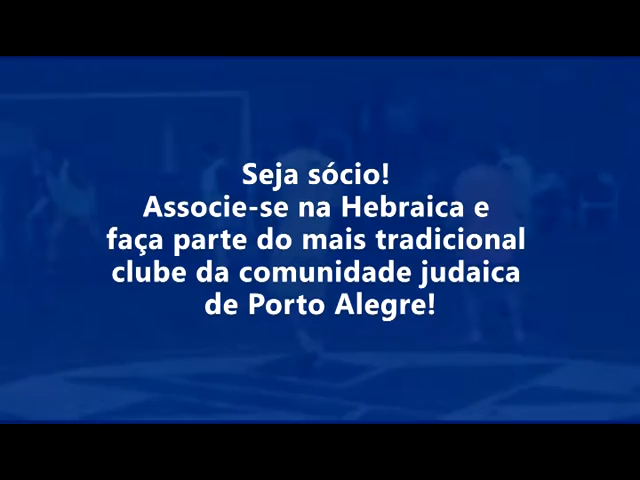 Seja sócio!
Associe-se na Hebraica e
faça parte do mais tradicional
clube da comunidade judaica
de Porto Alegre!